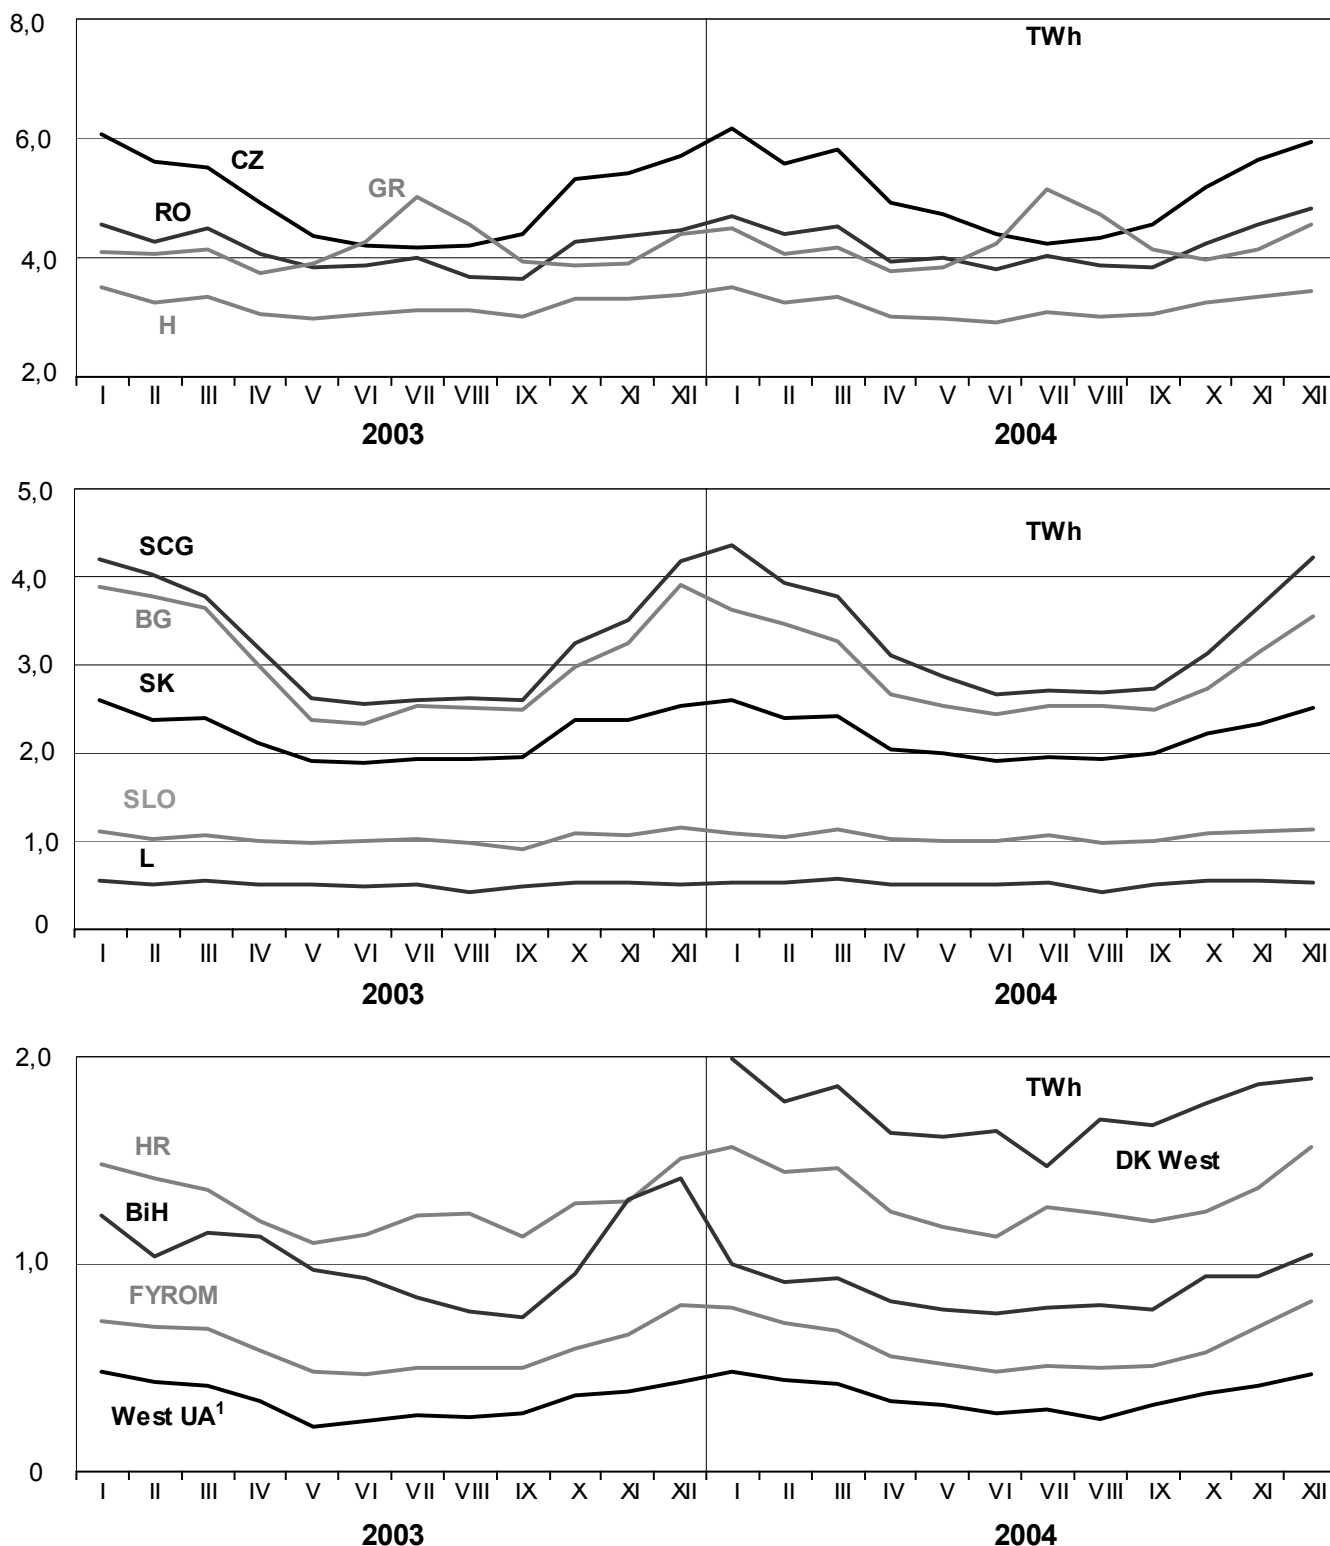 8,0
TWh
6,0
CZ
GR
RO
4,0
H
2,0
I II III IV V VI VII VIII IX X XI XII I II III IV V VI VII VIII IX X XI XII
2003 2004
5,0
TWh
SCG
4,0
BG
3,0
SK
2,0
SLO
1,0
L
0
I II III IV V VI VII VIII IX X XI XII I II III IV V VI VII VIII IX X XI XII
2003 2004
2,0
TWh
HR
DK West
BiH
1,0
FYROM
West UA¹
0
I II III IV V VI VII VIII IX X XI XII I II III IV V VI VII VIII IX X XI XII
2003 2004